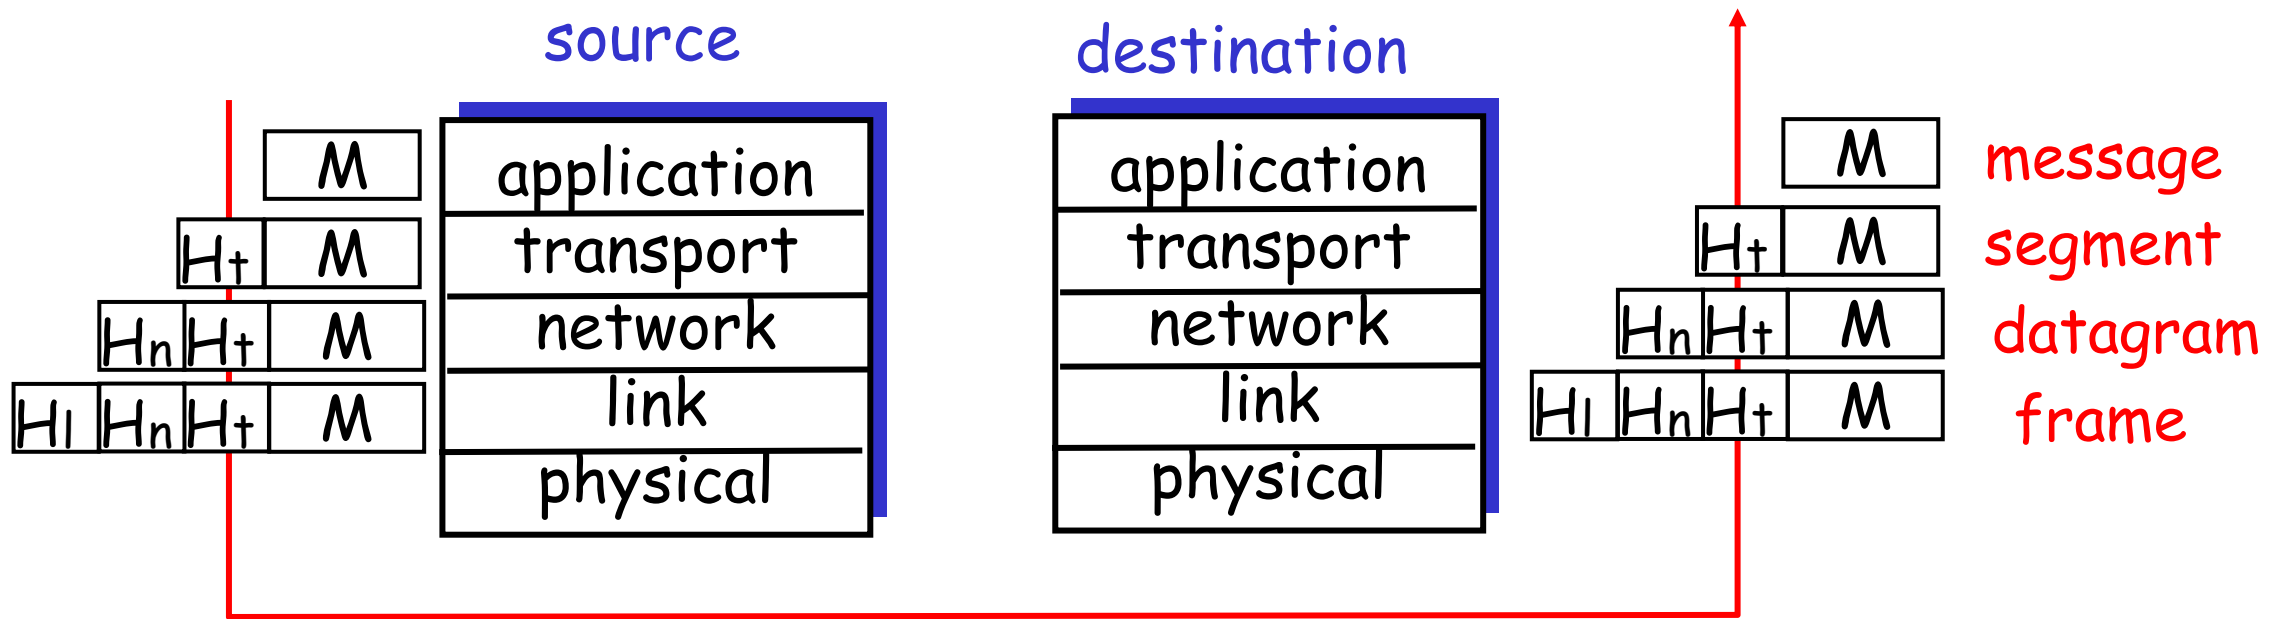 source
destination
M application application M message
Ht M transport transport Ht M segment
Hn Ht M network network Hn Ht M datagram
Hl Hn Ht M link link Hl Hn Ht M frame
physical physical